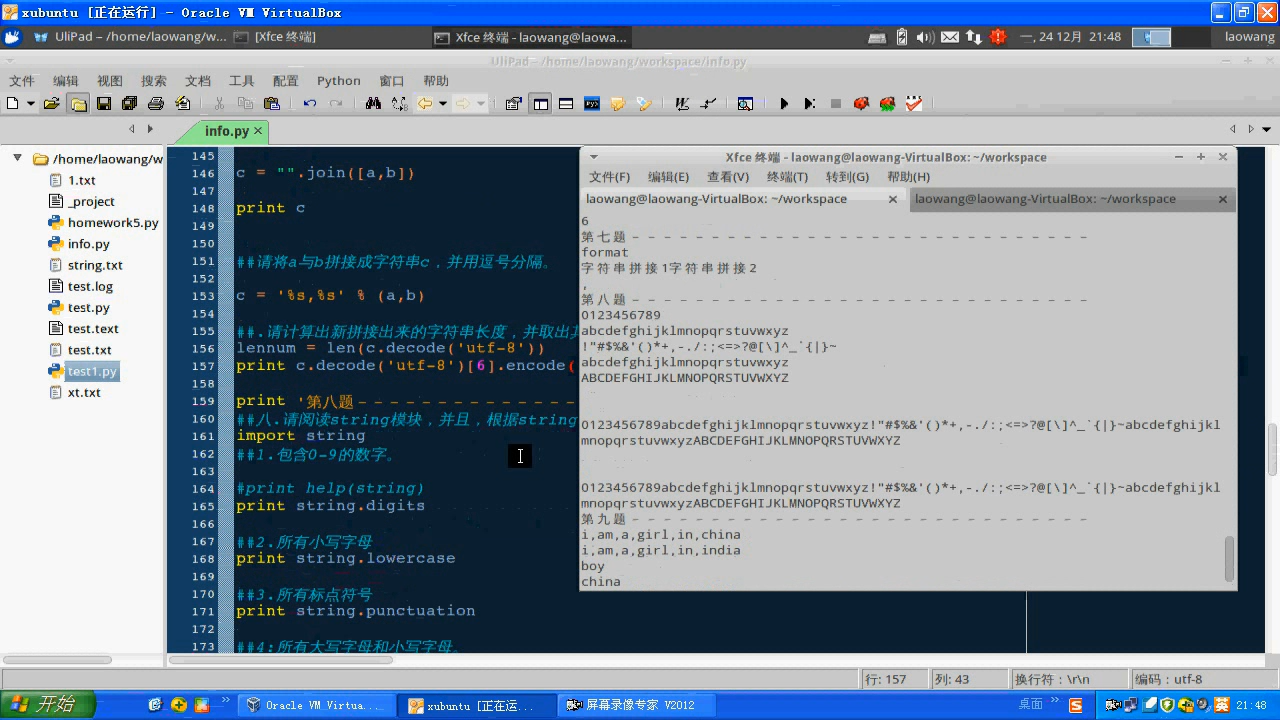 xubuntu [正在运行] - Oracle VM VirtualBox
UliPad – /home/laowang/w...
[Xfce 终端]
Xfce 终端 - laowang@laowa...
一, 24 12月 21:48
laowang
UliPad – /home/laowang/workspace/info.py
文件 编辑 视图 搜索 文档 工具 配置 Python 窗口 帮助
info.py
/home/laowang/w
1.txt
_project
homework5.py
info.py
string.txt
test.log
test.py
test.text
test.txt
test1.py
xt.txt
145
146 c = "".join([a,b])
147
148 print c
149
150
151 ##请将a与b拼接成字符串c，并用逗号分隔。
152
153 c = '%s,%s' % (a,b)
154
155 ##.请计算出新拼接出来的字符串长度，并取出
156 lennum = len(c.decode('utf-8'))
157 print c.decode('utf-8')[6].encode(
158
159 print '第八题---------------
160 ##八.请阅读string模块，并且，根据string
161 import string
162 ##1.包含0-9的数字。
163
164 #print help(string)
165 print string.digits
166
167 ##2.所有小写字母
168 print string.lowercase
169
170 ##3.所有标点符号
171 print string.punctuation
172
173 ##4:所有大写字母和小写字母。
Xfce 终端 - laowang@laowang-VirtualBox: ~/workspace
文件(F) 编辑(E) 查看(V) 终端(T) 转到(G) 帮助(H)
laowang@laowang-VirtualBox: ~/workspace
laowang@laowang-VirtualBox: ~/workspace
6
第七题-----------------------------
format
字符串拼接1字符串拼接2
,
第八题-----------------------------
0123456789
abcdefghijklmnopqrstuvwxyz
!"#$%&'()*+,-./:;<=>?@[\]^_`{|}~
abcdefghijklmnopqrstuvwxyz
ABCDEFGHIJKLMNOPQRSTUVWXYZ
0123456789abcdefghijklmnopqrstuvwxyz!"#$%&'()*+,-./:;<=>?@[\]^_`{|}~abcdefghijkl
mnopqrstuvwxyzABCDEFGHIJKLMNOPQRSTUVWXYZ
0123456789abcdefghijklmnopqrstuvwxyz!"#$%&'()*+,-./:;<=>?@[\]^_`{|}~abcdefghijkl
mnopqrstuvwxyzABCDEFGHIJKLMNOPQRSTUVWXYZ
第九题-----------------------------
i,am,a,girl,in,china
i,am,a,girl,in,india
boy
china
行: 157 列: 43 换行符：\r\n 编码：utf-8
开始
Oracle VM Virtua...
xubuntu [正在运...
屏幕录像专家 V2012
桌面
21:48